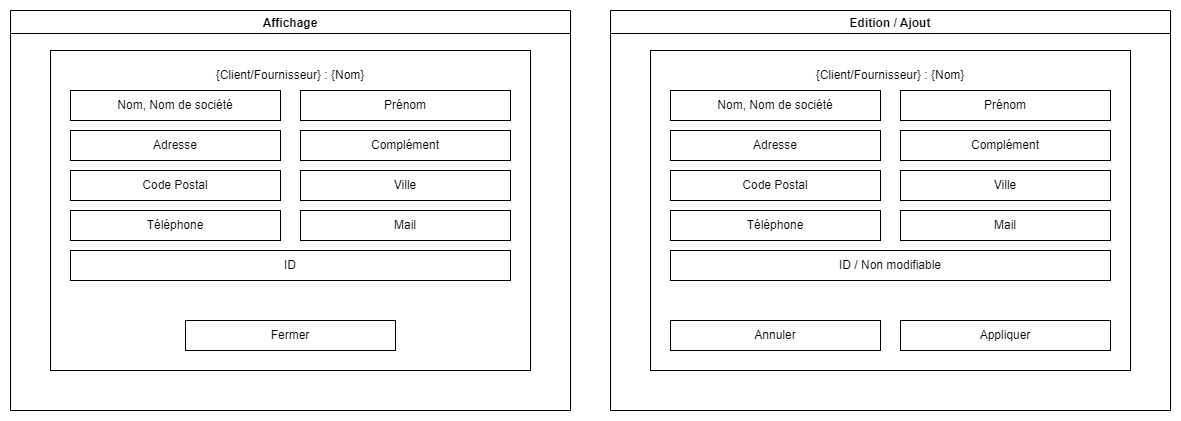 Affichage
{Client/Fournisseur} : {Nom}
Nom, Nom de société
Prénom
Adresse
Complément
Code Postal
Ville
Téléphone
Mail
ID
Fermer
Edition / Ajout
{Client/Fournisseur} : {Nom}
Nom, Nom de société
Prénom
Adresse
Complément
Code Postal
Ville
Téléphone
Mail
ID / Non modifiable
Annuler
Appliquer